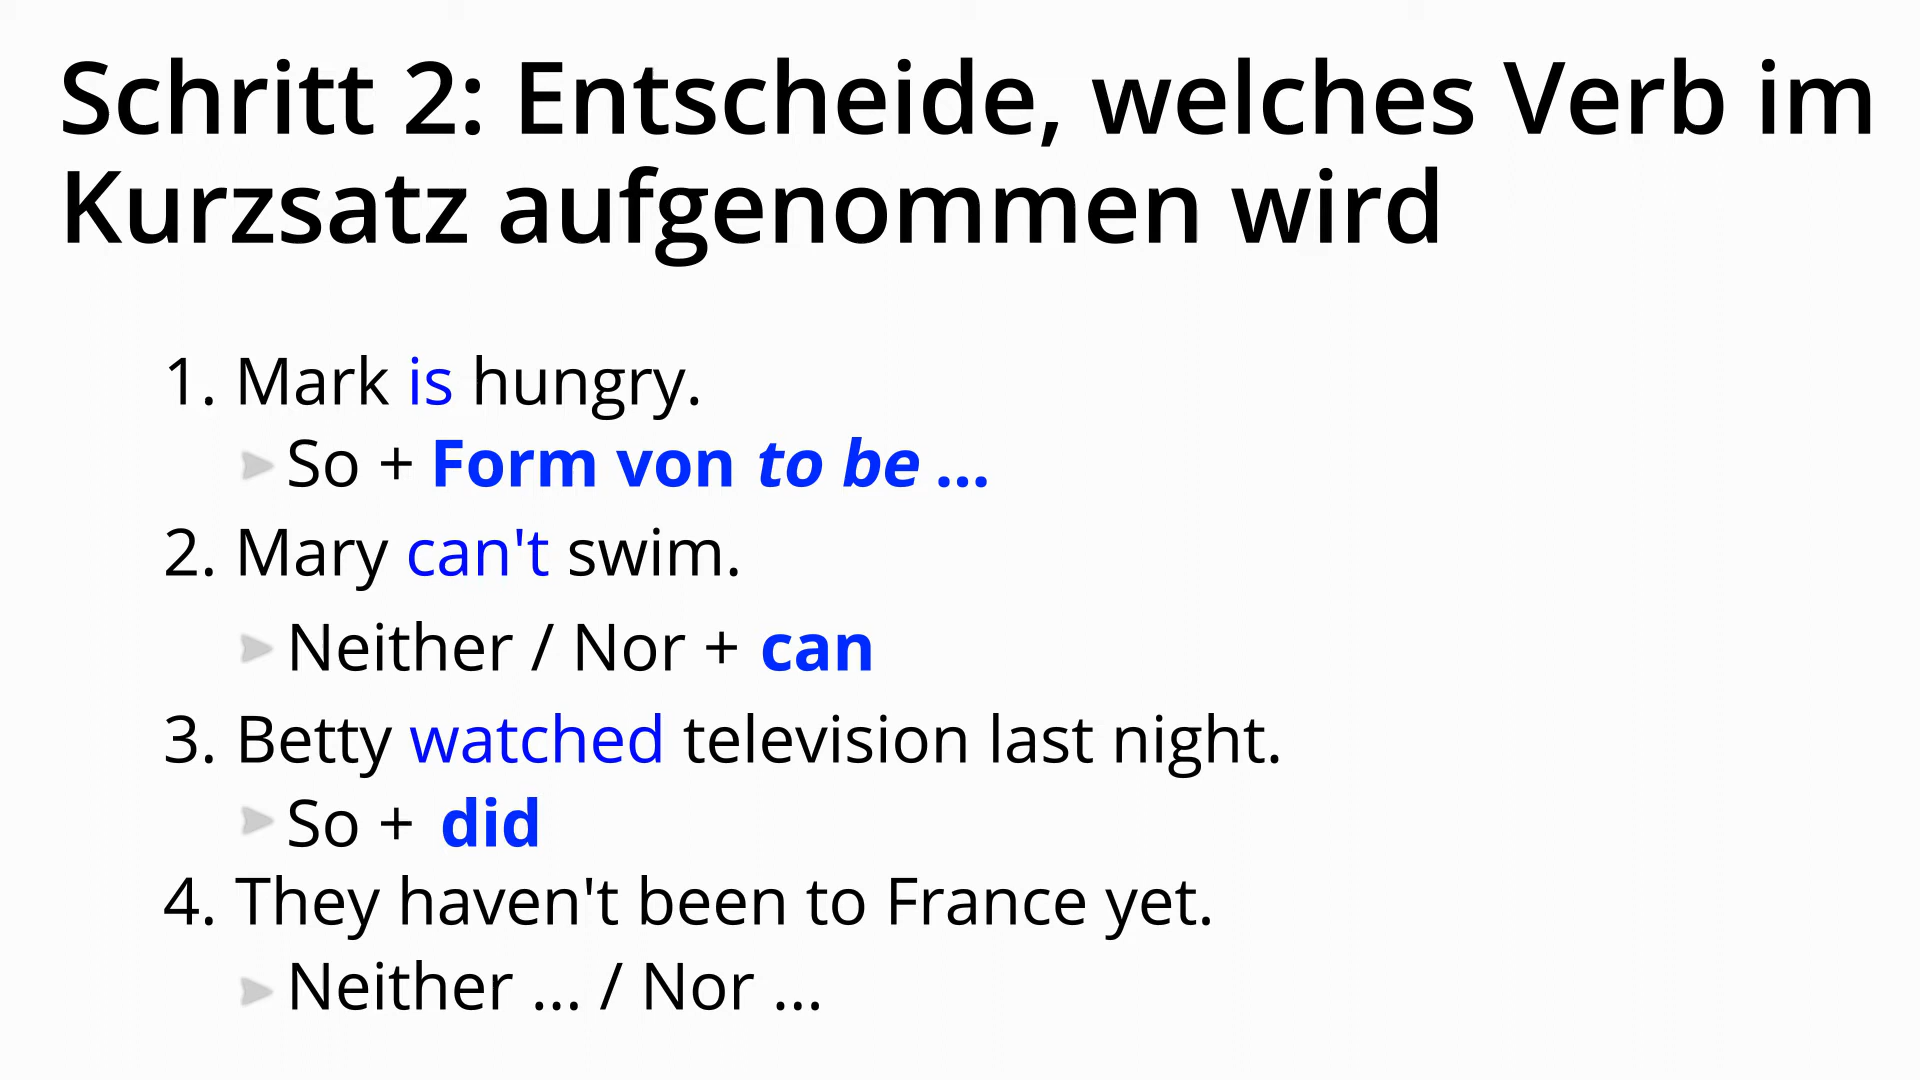 Schritt 2: Entscheide, welches Verb im
Kurzsatz aufgenommen wird
1. Mark is hungry.
So + Form von to be ...
2. Mary can't swim.
Neither / Nor + can
3. Betty watched television last night.
So + did
4. They haven't been to France yet.
Neither ... / Nor ...